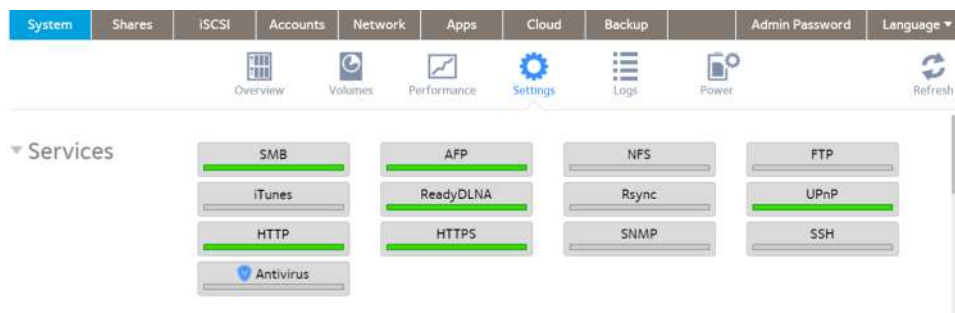 System Shares iSCSI Accounts Network Apps Cloud Backup Admin Password Language
Overview Volumes Performance Settings Logs Power Refresh
Services
SMB AFP NFS FTP
iTunes ReadyDLNA Rsync UPnP
HTTP HTTPS SNMP SSH
Antivirus